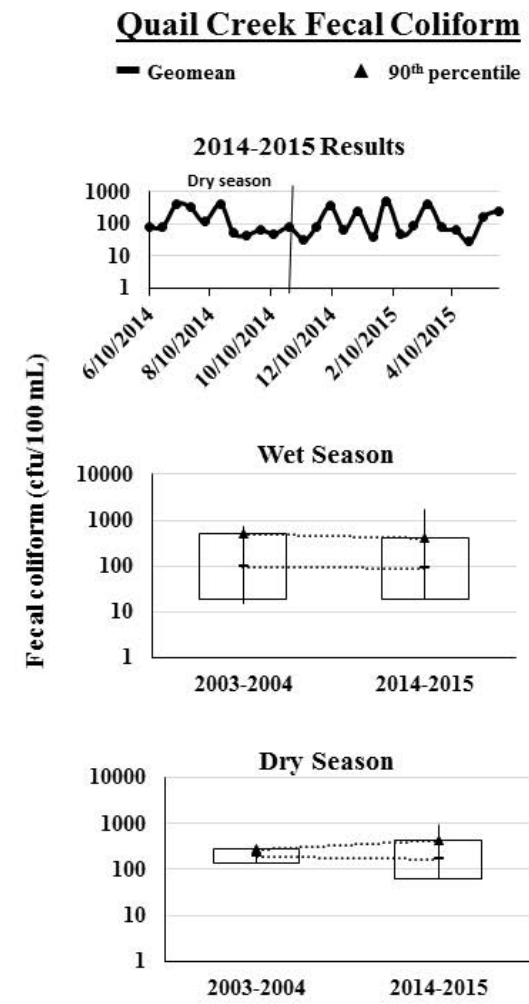 Quail Creek Fecal Coliform
Geomean 90th percentile
2014-2015 Results
Dry season
1000
100
10
1
6/10/2014 8/10/2014 10/10/2014 12/10/2014 2/10/2015 4/10/2015
Fecal coliform (cfu/100 mL)
Wet Season
10000
1000
100
10
1
2003-2004 2014-2015
Dry Season
10000
1000
100
10
1
2003-2004 2014-2015